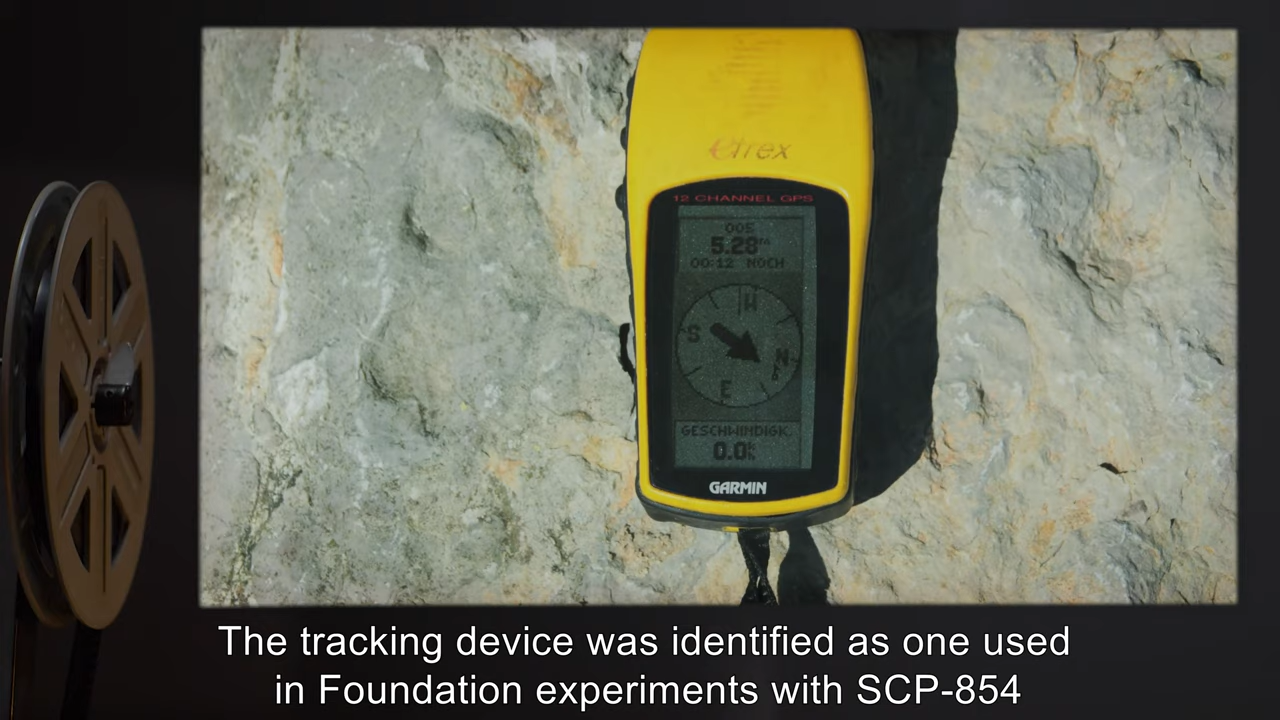 etrex
12 CHANNEL GPS
005
5.28
00:12 NOCH
W
S
N
E
GESCHWINDIGK.
0.0
GARMIN
The tracking device was identified as one used
in Foundation experiments with SCP-854